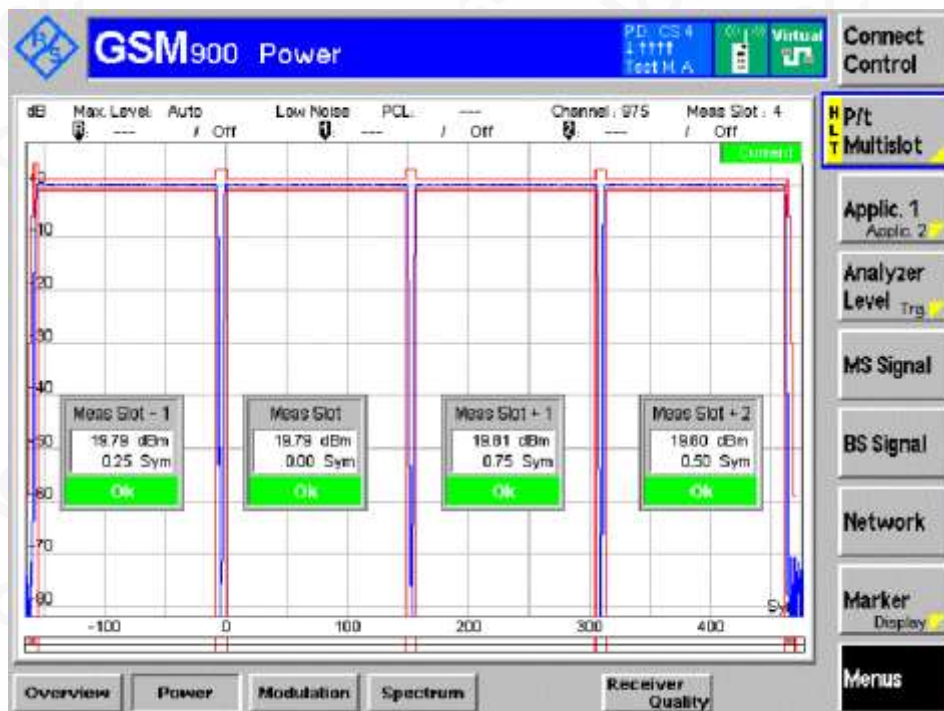 R S
GSM900 Power
P.D. CS 4
Test M. A
Virtual
Connect
Control
H
L
T
P/t
Multislot
Applic. 1
Applic. 2
Analyzer
Level Trg
MS Signal
BS Signal
Network
Marker
Display
Menus
dB Max. Level: Auto Low Noise PCL: --- Channel: 975 Meas Slot: 4
R: --- / Off 1 --- / Off 2: --- / Off
Current
-10
-20
-30
-40
-50
-60
-70
-80
Meas Slot - 1
19.79 dBm
0.25 Sym
Ok
Meas Slot
19.79 dBm
0.00 Sym
Ok
Meas Slot + 1
19.81 dBm
0.75 Sym
Ok
Meas Slot + 2
19.80 dBm
0.50 Sym
Ok
-100 0 100 200 300 400
Overview Power Modulation Spectrum Receiver
Quality